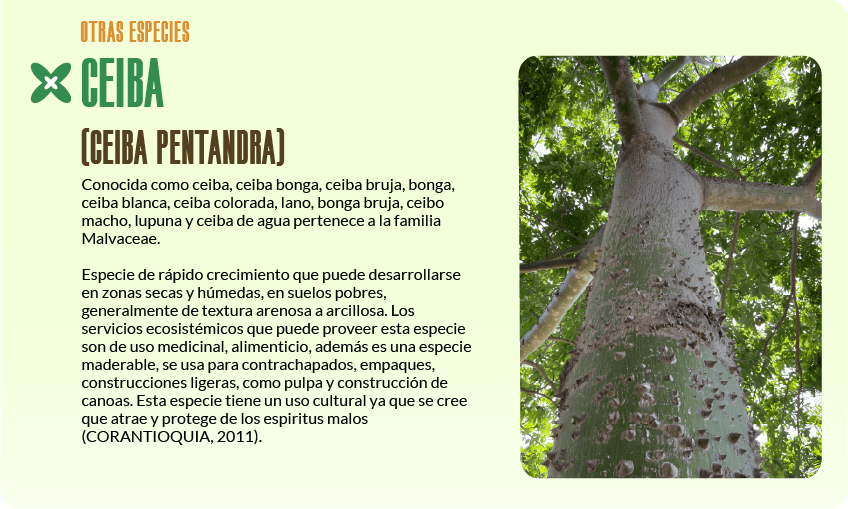 OTRAS ESPECIES
CEIBA
(CEIBA PENTANDRA)
Conocida como ceiba, ceiba bonga, ceiba bruja, bonga,
ceiba blanca, ceiba colorada, lano, bonga bruja, ceibo
macho, lupuna y ceiba de agua pertenece a la familia
Malvaceae.
Especie de rápido crecimiento que puede desarrollarse
en zonas secas y húmedas, en suelos pobres,
generalmente de textura arenosa a arcillosa. Los
servicios ecosistémicos que puede proveer esta especie
son de uso medicinal, alimenticio, además es una especie
maderable, se usa para contrachapados, empaques,
construcciones ligeras, como pulpa y construcción de
canoas. Esta especie tiene un uso cultural ya que se cree
que atrae y protege de los espiritus malos
(CORANTIOQUIA, 2011).